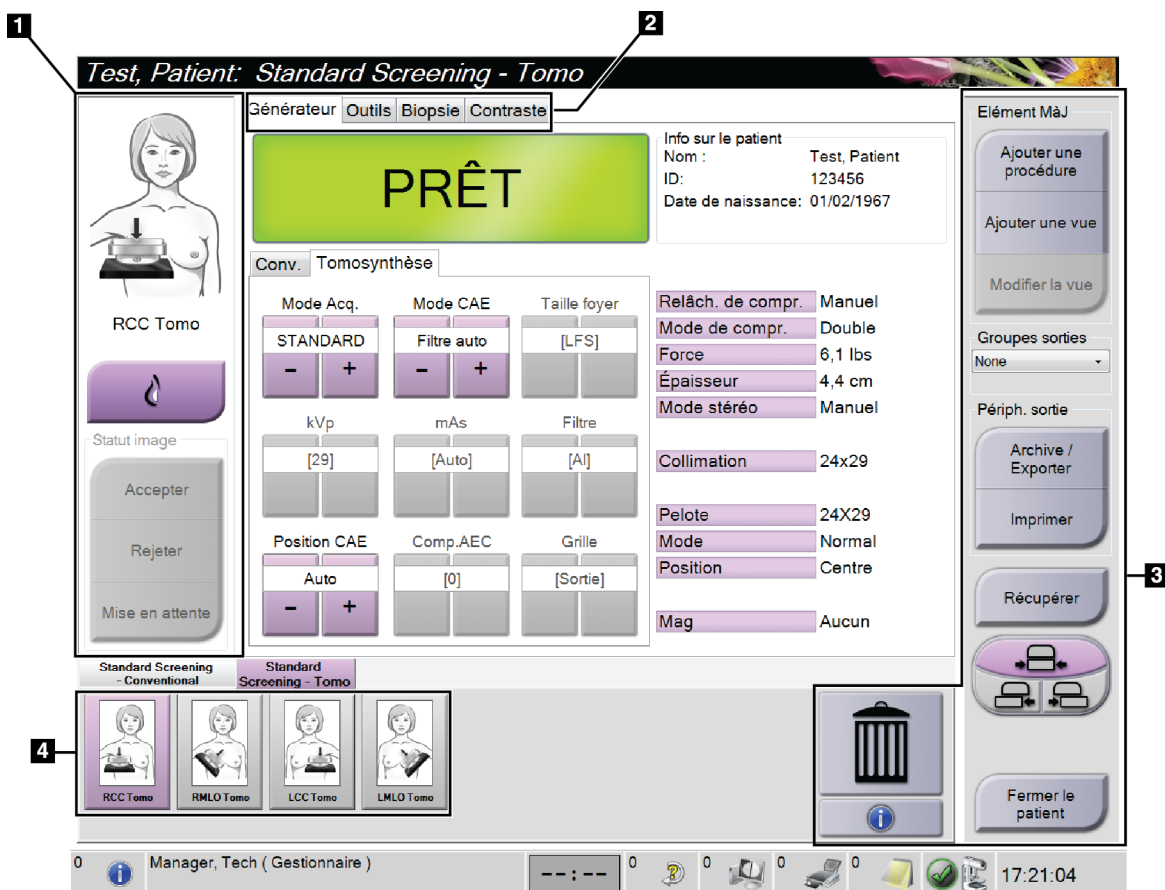 1
2
Test, Patient: Standard Screening - Tomo
Générateur Outils Biopsie Contraste
PRÊT
Info sur le patient
Nom : Test, Patient
ID: 123456
Date de naissance: 01/02/1967
RCC Tomo
Statut image
Accepter
Rejeter
Mise en attente
Conv. Tomosynthèse
Mode Acq. Mode CAE Taille foyer
STANDARD Filtre auto [LFS]
- + - +
kVp mAs Filtre
[29] [Auto] [Al]
Position CAE Comp.AEC Grille
Auto [0] [Sortie]
- +
Relâch. de compr. Manuel
Mode de compr. Double
Force 6,1 lbs
Épaisseur 4,4 cm
Mode stéréo Manuel
Collimation 24x29
Pelote 24X29
Mode Normal
Position Centre
Mag Aucun
Elément MàJ
Ajouter une
procédure
Ajouter une vue
Modifier la vue
Groupes sorties
None
Périph. sortie
Archive /
Exporter
Imprimer
3
Récupérer
Fermer le
patient
Standard Screening
- Conventional
Standard
Screening - Tomo
4
RCC Tomo RMLO Tomo LCC Tomo LMLO Tomo
0 Manager, Tech ( Gestionnaire ) --:-- 0 0 0 0 17:21:04